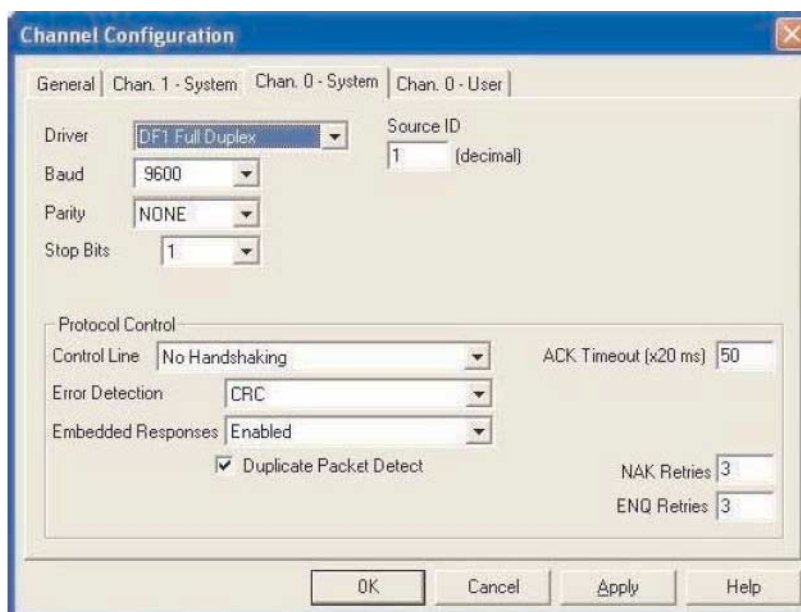 Channel Configuration
General
Chan. 1 - System
Chan. 0 - System
Chan. 0 - User
Driver
DF1 Full Duplex
Source ID
1 (decimal)
Baud
9600
Parity
NONE
Stop Bits
1
Protocol Control
Control Line
No Handshaking
ACK Timeout (x20 ms)
50
Error Detection
CRC
Embedded Responses
Enabled
Duplicate Packet Detect
NAK Retries
3
ENQ Retries
3
OK
Cancel
Apply
Help